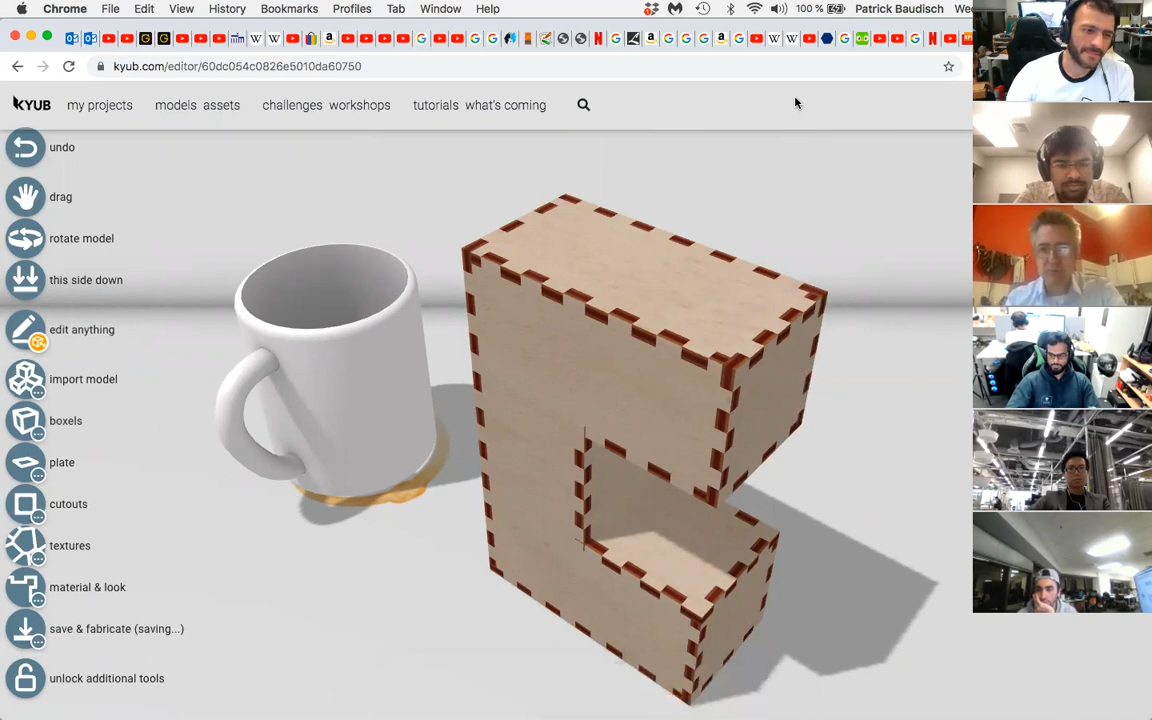 Chrome File Edit View History Bookmarks Profiles Tab Window Help 100 % Patrick Baudisch Wed
kyub.com/editor/60dc054c0826e5010da60750
KYUB my projects models assets challenges workshops tutorials what's coming
undo
drag
rotate model
this side down
edit anything
import model
boxels
plate
cutouts
textures
material & look
save & fabricate (saving...)
unlock additional tools